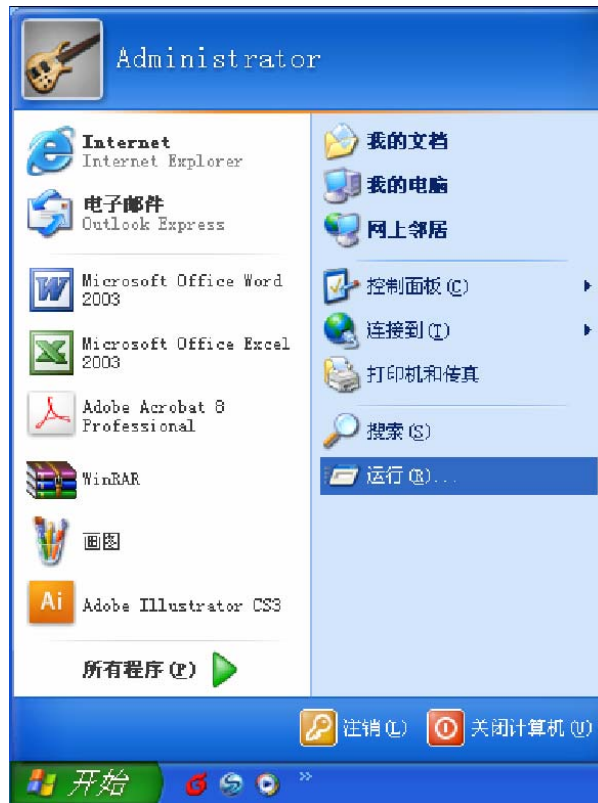 Administrator
Internet
Internet Explorer
电子邮件
Outlook Express
Microsoft Office Word
2003
Microsoft Office Excel
2003
Adobe Acrobat 8
Professional
WinRAR
画图
Ai
Adobe Illustrator CS3
所有程序(P)
我的文档
我的电脑
网上邻居
控制面板(C)
连接到(T)
打印机和传真
搜索(S)
运行(R)...
注销(L)
关闭计算机(U)
开始